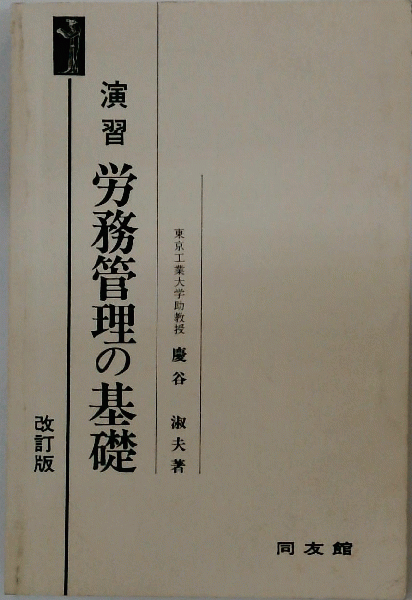 演習
労務管理の基礎
改訂版
東京工業大学助教授 慶谷 淑夫著
同友館